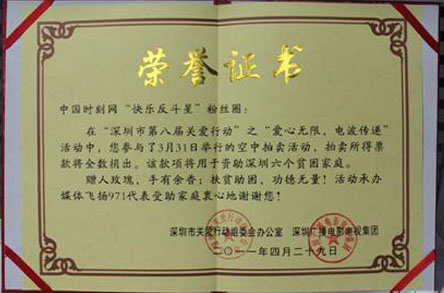 荣誉证书
中国时刻网“快乐反斗星”粉丝圈:
在“深圳市第八届关爱行动”之“爱心无限,电波传递”
活动中,您参与了3月31日举行的空中拍卖活动,拍卖所得票
款将全数捐出。该款项将用于资助深圳六个贫困家庭。
赠人玫瑰,手有余香;扶贫助困,功德无量!活动承办
媒体飞扬971代表受助家庭衷心地谢谢您!
深圳市关爱行动组委会办公室 深圳广播电影电视集团
二〇一一年四月二十九日